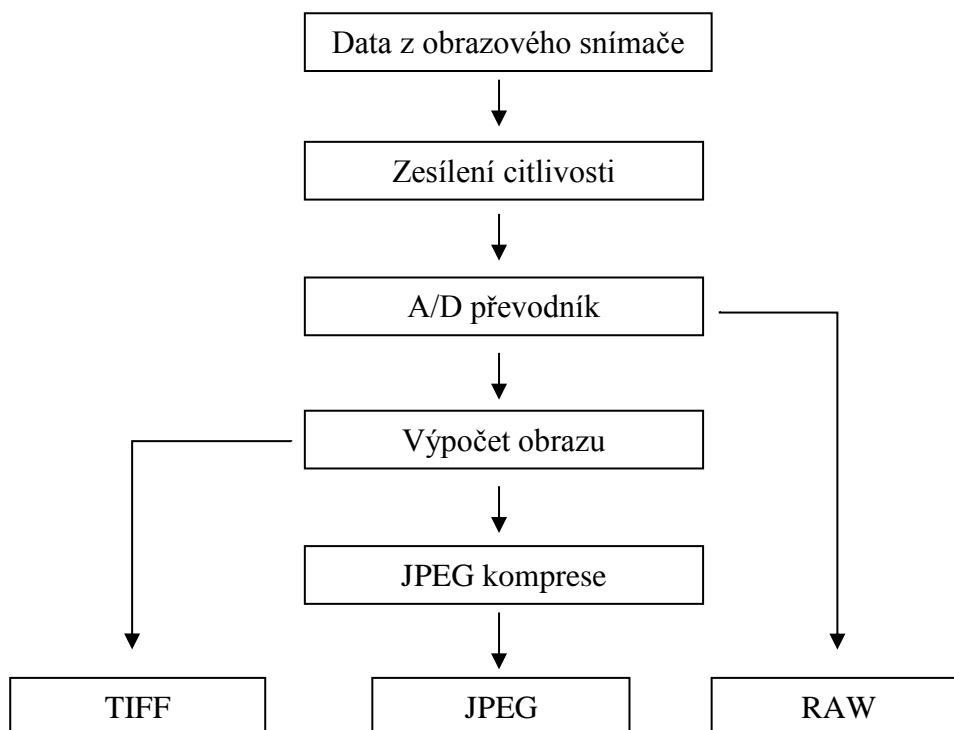 Data z obrazového snímače
Zesílení citlivosti
A/D převodník
Výpočet obrazu
JPEG komprese
TIFF
JPEG
RAW